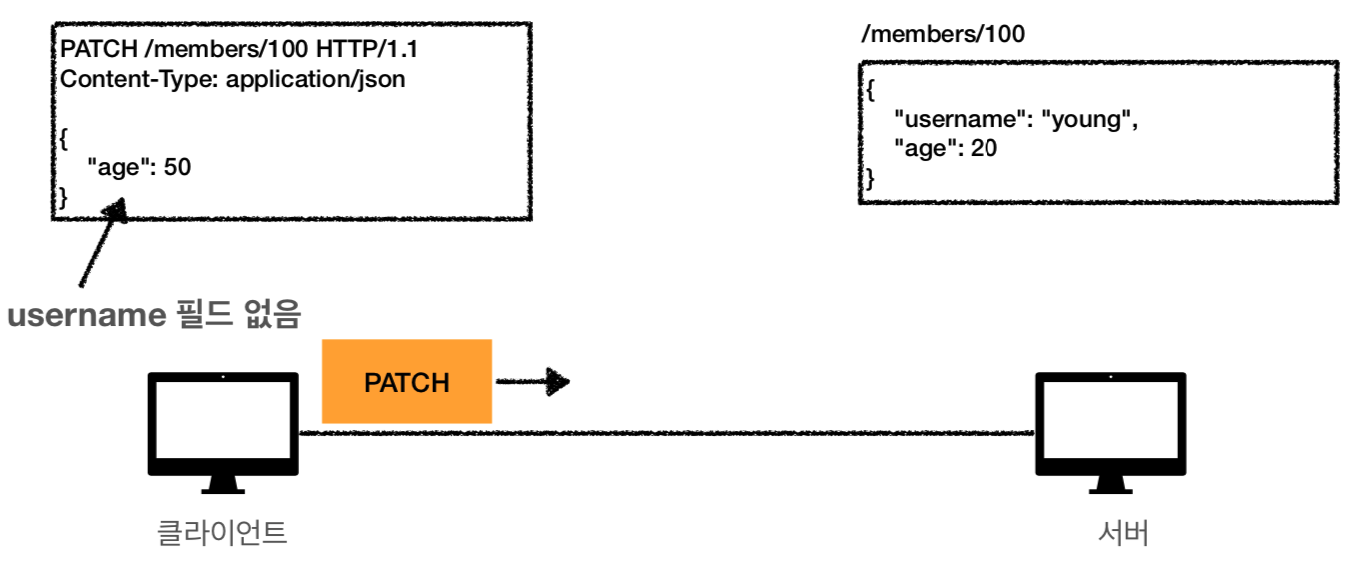 PATCH /members/100 HTTP/1.1
Content-Type: application/json
{
"age": 50
}
username 필드 없음
/members/100
{
"username": "young",
"age": 20
}
PATCH
클라이언트
서버